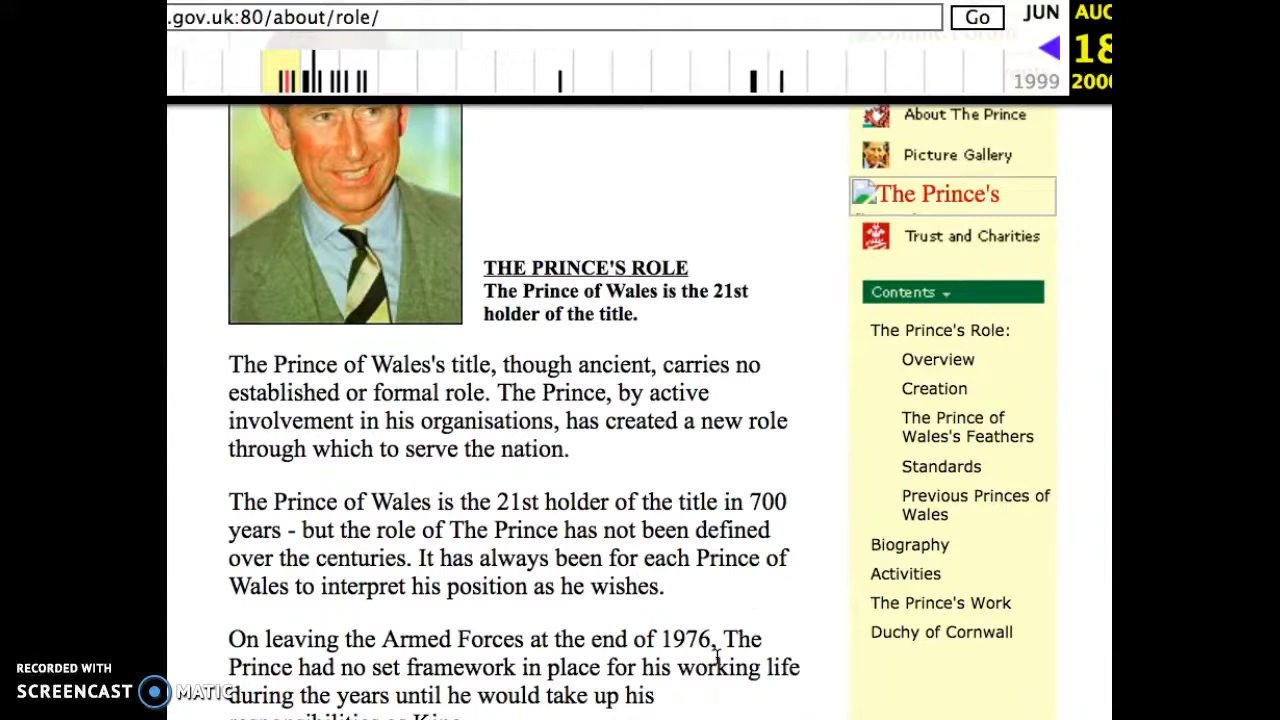 .gov.uk:80/about/role/
Go
JUN
AUG
18
1999
2000
About The Prince
Picture Gallery
The Prince's
Trust and Charities
Contents
THE PRINCE'S ROLE
The Prince of Wales is the 21st
holder of the title.
The Prince of Wales's title, though ancient, carries no
established or formal role. The Prince, by active
involvement in his organisations, has created a new role
through which to serve the nation.
The Prince of Wales is the 21st holder of the title in 700
years - but the role of The Prince has not been defined
over the centuries. It has always been for each Prince of
Wales to interpret his position as he wishes.
On leaving the Armed Forces at the end of 1976, The
Prince had no set framework in place for his working life
during the years until he would take up his
responsibilities as King.
The Prince's Role:
Overview
Creation
The Prince of
Wales's Feathers
Standards
Previous Princes of
Wales
Biography
Activities
The Prince's Work
Duchy of Cornwall
RECORDED WITH
SCREENCAST MATIC